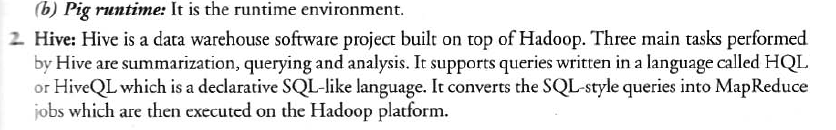 (b) Pig runtime: It is the runtime environment.
2. Hive: Hive is a data warehouse software project built on top of Hadoop. Three main tasks performed
by Hive are summarization, querying and analysis. It supports queries written in a language called HQL
or HiveQL which is a declarative SQL-like language. It converts the SQL-style queries into MapReduce
jobs which are then executed on the Hadoop platform.